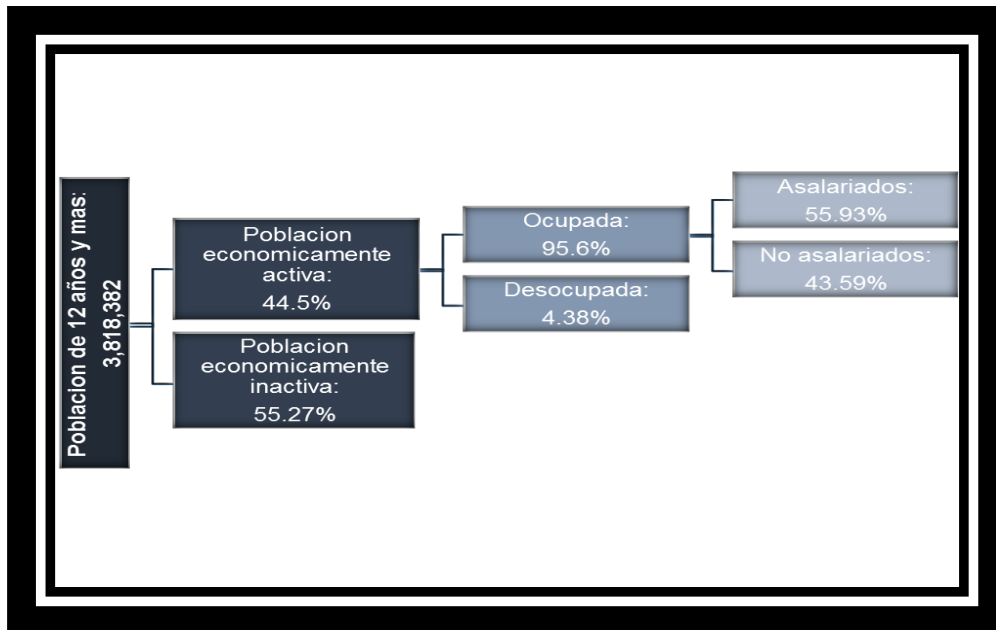 Poblacion de 12 años y mas:
3,818,382
Poblacion
economicamente
activa:
44.5%
Poblacion
economicamente
inactiva:
55.27%
Ocupada:
95.6%
Desocupada:
4.38%
Asalariados:
55.93%
No asalariados:
43.59%